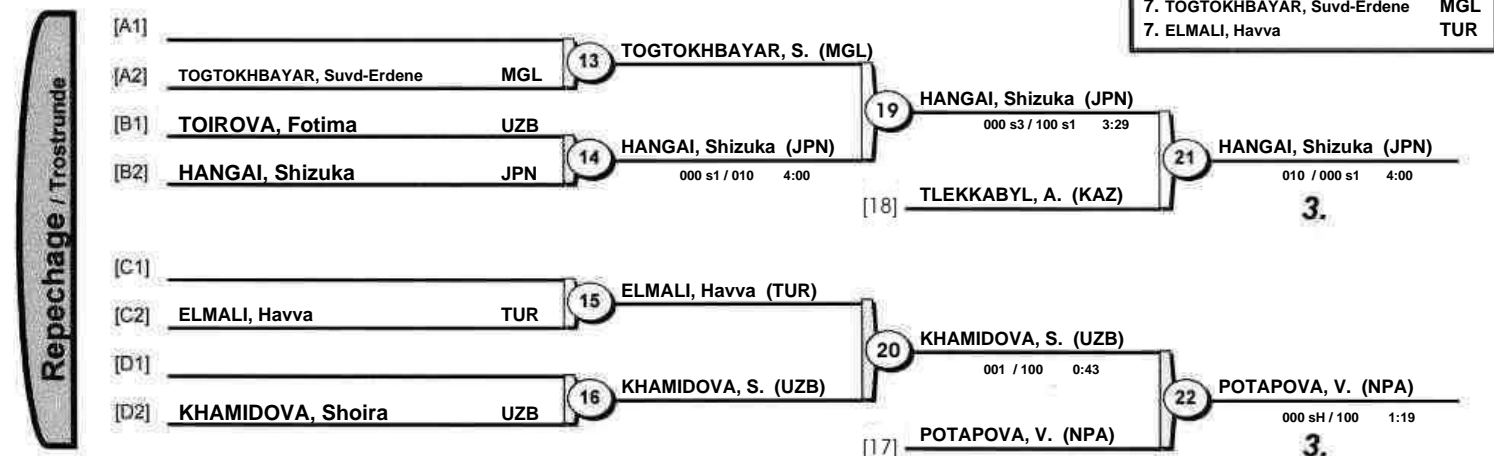 7. TOGTOKHBAYAR, Suvd-Erdene MGL
7. ELMALI, Havva TUR
Repechage / Trostrunde
[A1]
[A2] TOGTOKHBAYAR, Suvd-Erdene MGL
13 TOGTOKHBAYAR, S. (MGL)
[B1] TOIROVA, Fotima UZB
[B2] HANGAI, Shizuka JPN
14 HANGAI, Shizuka (JPN)
000 s1 / 010 4:00
19 HANGAI, Shizuka (JPN)
000 s3 / 100 s1 3:29
[18] TLEKKABYL, A. (KAZ)
21 HANGAI, Shizuka (JPN)
010 / 000 s1 4:00
3.
[C1]
[C2] ELMALI, Havva TUR
15 ELMALI, Havva (TUR)
[D1]
[D2] KHAMIDOVA, Shoira UZB
16 KHAMIDOVA, S. (UZB)
20 KHAMIDOVA, S. (UZB)
001 / 100 0:43
[17] POTAPOVA, V. (NPA)
22 POTAPOVA, V. (NPA)
000 sH / 100 1:19
3.